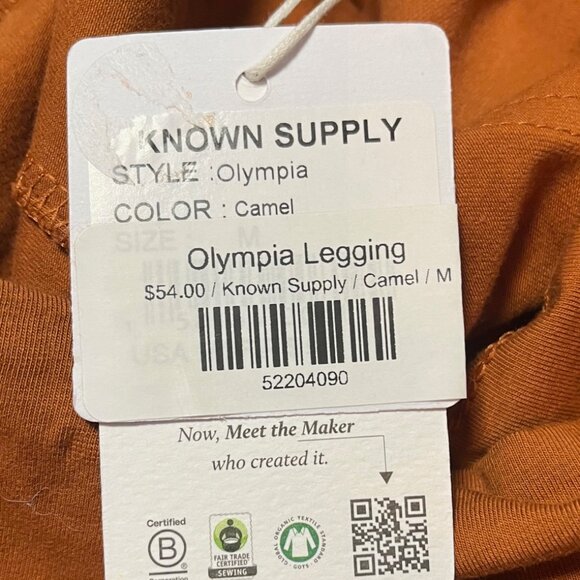 KNOWN SUPPLY
STYLE : Olympia
COLOR : Camel
SIZE : M
Olympia Legging
$54.00 / Known Supply / Camel / M
52204090
USA
Now, Meet the Maker
who created it.
Certified
B
FAIR TRADE
CERTIFIED
SEWING
GLOBAL ORGANIC TEXTILE STANDARD
GOTS